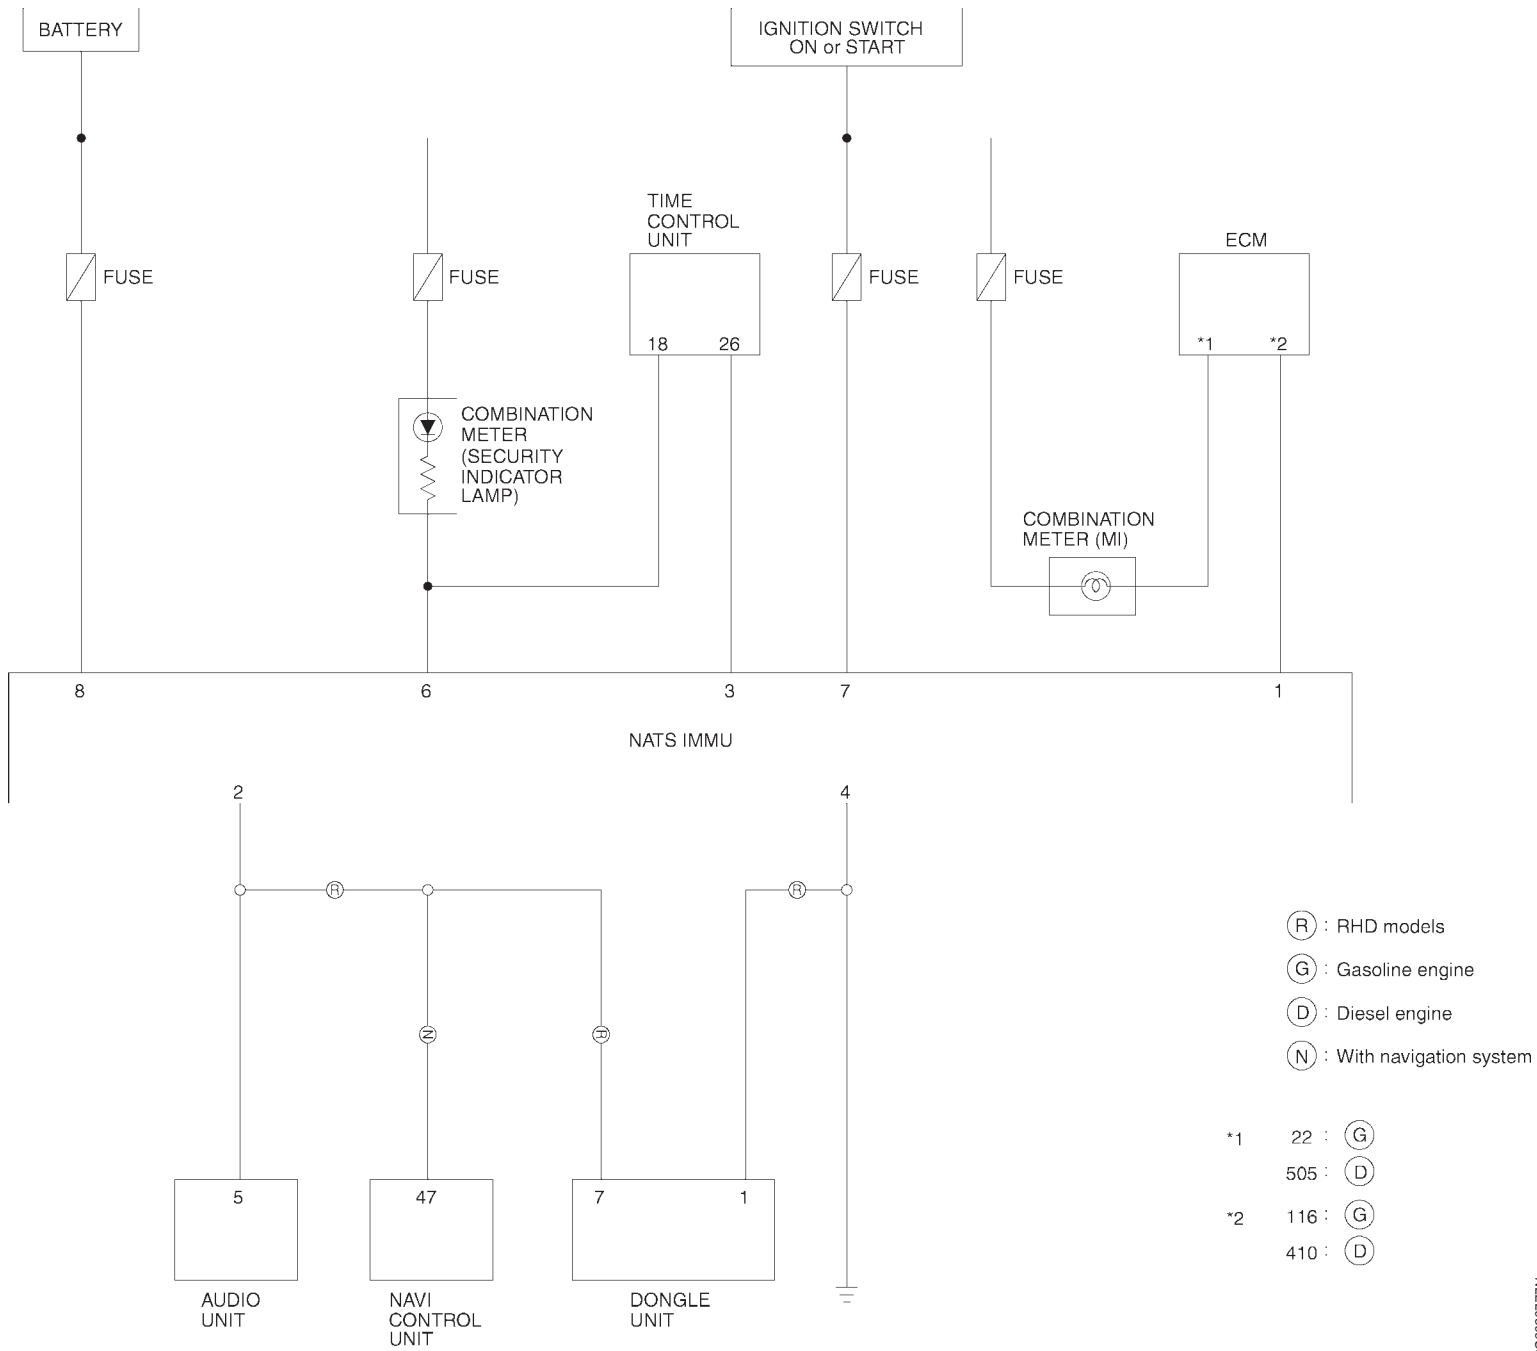 BATTERY
IGNITION SWITCH
ON or START
TIME
CONTROL
UNIT
ECM
FUSE
FUSE
FUSE
FUSE
18
26
*1
*2
COMBINATION
METER
(SECURITY
INDICATOR
LAMP)
COMBINATION
METER (MI)
8
6
3
7
1
NATS IMMU
2
4
R
R
N
R
R : RHD models
G : Gasoline engine
D : Diesel engine
N : With navigation system
*1 22 : G
505 : D
*2 116 : G
410 : D
5
47
7
1
AUDIO
UNIT
NAVI
CONTROL
UNIT
DONGLE
UNIT